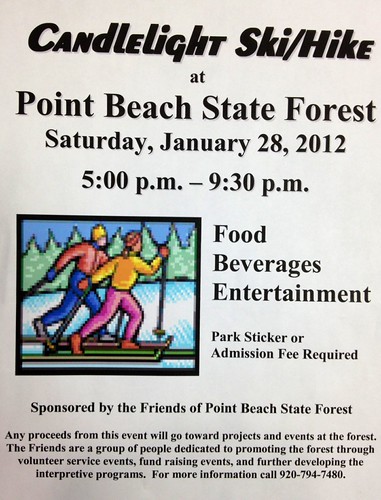 Candlelight Ski/Hike
at
Point Beach State Forest
Saturday, January 28, 2012
5:00 p.m. – 9:30 p.m.
Food
Beverages
Entertainment
Park Sticker or
Admission Fee Required
Sponsored by the Friends of Point Beach State Forest
Any proceeds from this event will go toward projects and events at the forest.
The Friends are a group of people dedicated to promoting the forest through
volunteer service events, fund raising events, and further developing the
interpretive programs.  For more information call 920-794-7480.